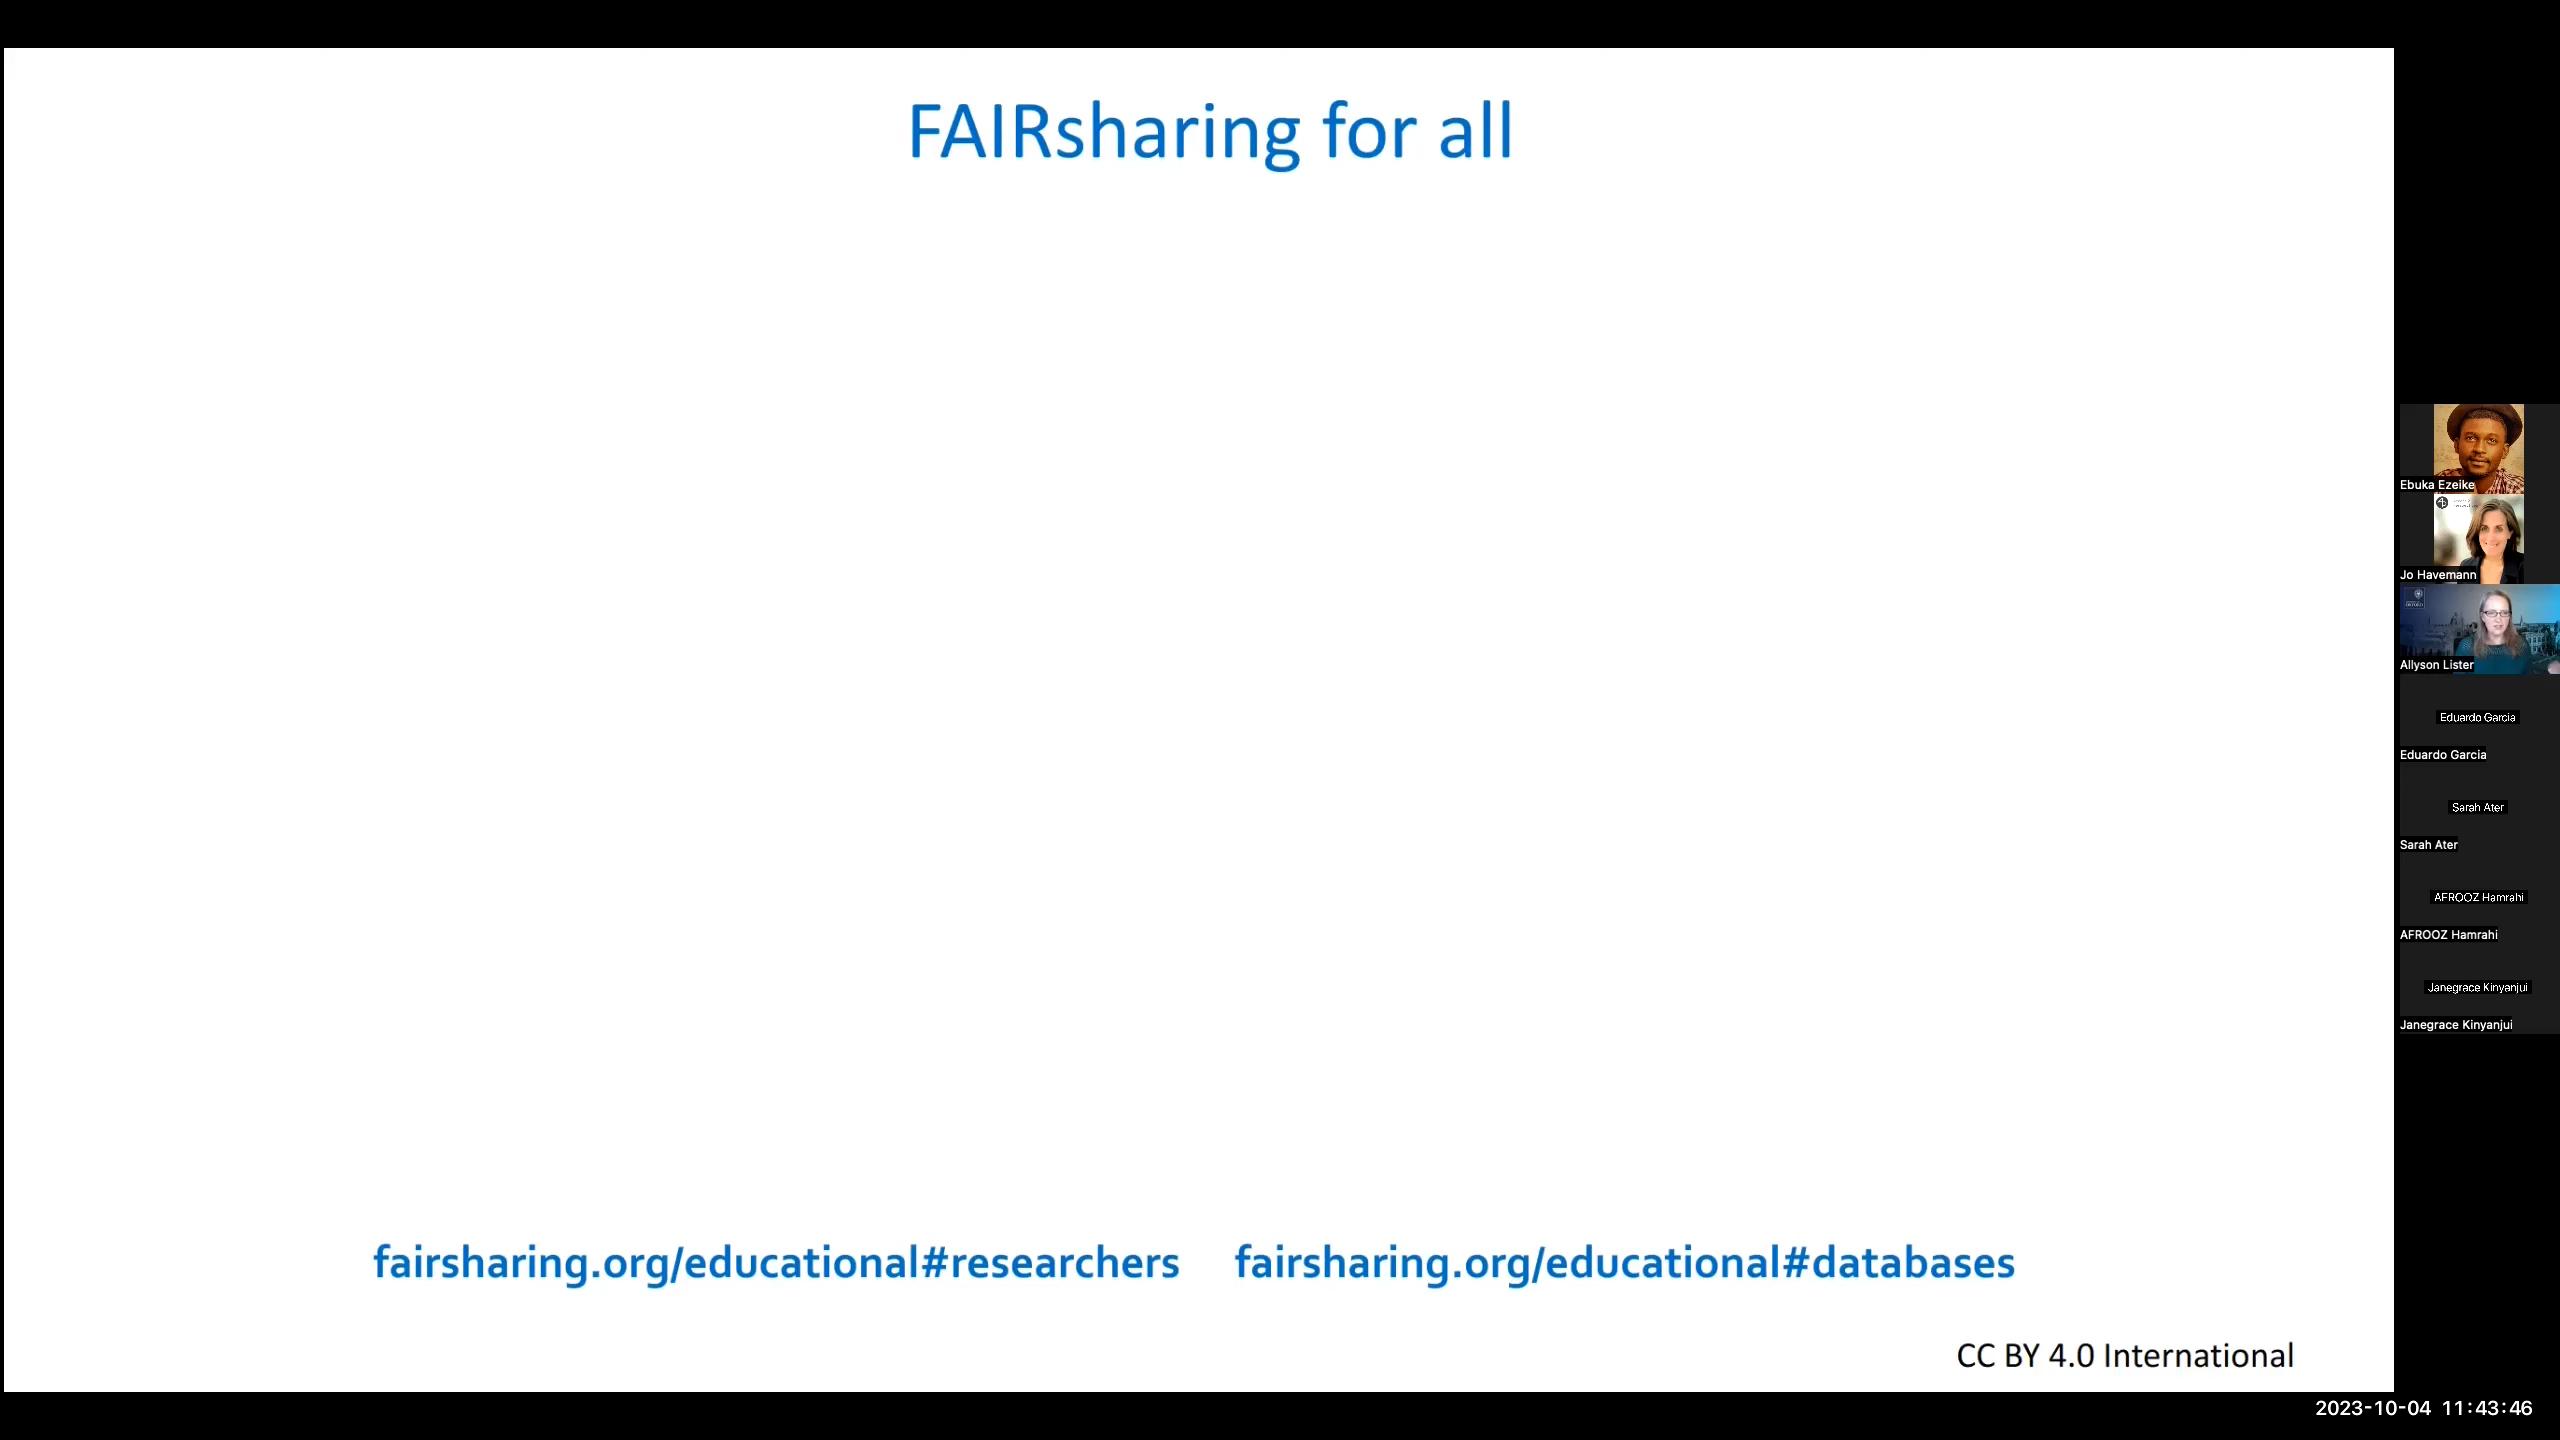 FAIRsharing for all
fairsharing.org/educational#researchers fairsharing.org/educational#databases
CC BY 4.0 International
Ebuka Ezeike
Jo Havemann
OXFORD
Allyson Lister
Eduardo Garcia
Eduardo Garcia
Sarah Ater
Sarah Ater
AFROOZ Hamrahi
AFROOZ Hamrahi
Janegrace Kinyanjui
Janegrace Kinyanjui
2023-10-04 11:43:46